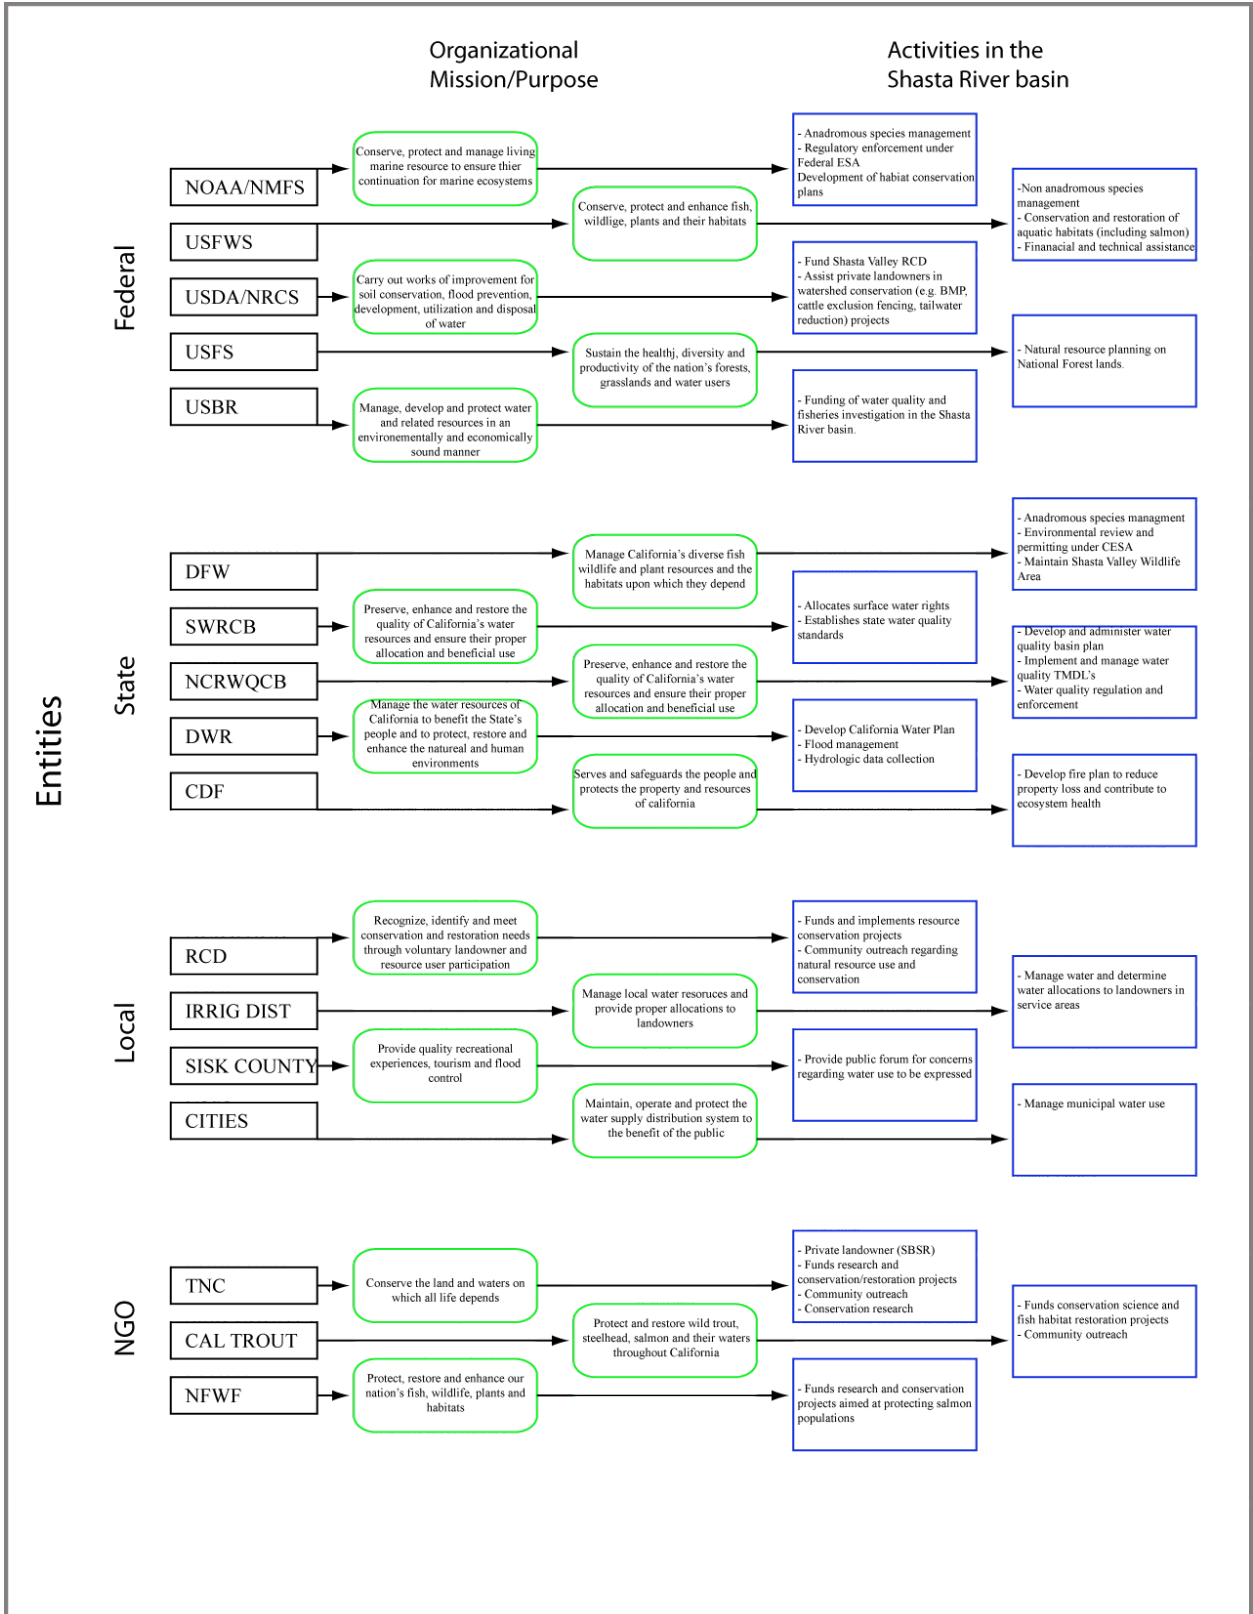 Organizational
Mission/Purpose
Activities in the
Shasta River basin
Entities
Federal
NOAA/NMFS
Conserve, protect and manage living
marine resource to ensure thier
continuation for marine ecosystems
- Anadromous species management
- Regulatory enforcement under
Federal ESA
Development of habiat conservation
plans
USFWS
Conserve, protect and enhance fish,
wildlige, plants and their habitats
-Non anadromous species
management
- Conservation and restoration of
aquatic habitats (including salmon)
- Finanacial and technical assistance
USDA/NRCS
Carry out works of improvement for
soil conservation, flood prevention,
development, utilization and disposal
of water
- Fund Shasta Valley RCD
- Assist private landowners in
watershed conservation (e.g. BMP,
cattle exclusion fencing, tailwater
reduction) projects
USFS
Sustain the healthj, diversity and
productivity of the nation's forests,
grasslands and water users
- Natural resource planning on
National Forest lands.
USBR
Manage, develop and protect water
and related resources in an
environementally and economically
sound manner
- Funding of water quality and
fisheries investigation in the Shasta
River basin.
State
DFW
Manage California's diverse fish
wildlife and plant resources and the
habitats upon which they depend
- Anadromous species managment
- Environmental review and
permitting under CESA
- Maintain Shasta Valley Wildlife
Area
SWRCB
Preserve, enhance and restore the
quality of California's water
resources and ensure their proper
allocation and beneficial use
- Allocates surface water rights
- Establishes state water quality
standards
NCRWQCB
Preserve, enhance and restore the
quality of California's water
resources and ensure their proper
allocation and beneficial use
- Develop and administer water
quality basin plan
- Implement and manage water
quality TMDL's
- Water quality regulation and
enforcement
DWR
Manage the water resources of
California to benefit the State's
people and to protect, restore and
enhance the natureal and human
environments
- Develop California Water Plan
- Flood management
- Hydrologic data collection
CDF
Serves and safeguards the people and
protects the property and resources
of california
- Develop fire plan to reduce
property loss and contribute to
ecosystem health
Local
RCD
Recognize, identify and meet
conservation and restoration needs
through voluntary landowner and
resource user participation
- Funds and implements resource
conservation projects
- Community outreach regarding
natural resource use and
conservation
IRRIG DIST
Manage local water resoruces and
provide proper allocations to
landowners
- Manage water and determine
water allocations to landowners in
service areas
SISK COUNTY
Provide quality recreational
experiences, tourism and flood
control
- Provide public forum for concerns
regarding water use to be expressed
CITIES
Maintain, operate and protect the
water supply distribution system to
the benefit of the public
- Manage municipal water use
NGO
TNC
Conserve the land and waters on
which all life depends
- Private landowner (SBSR)
- Funds research and
conservation/restoration projects
- Community outreach
- Conservation research
CAL TROUT
Protect and restore wild trout,
steelhead, salmon and their waters
throughout California
- Funds conservation science and
fish habitat restoration projects
- Community outreach
NFWF
Protect, restore and enhance our
nation's fish, wildlife, plants and
habitats
- Funds research and conservation
projects aimed at protecting salmon
populations